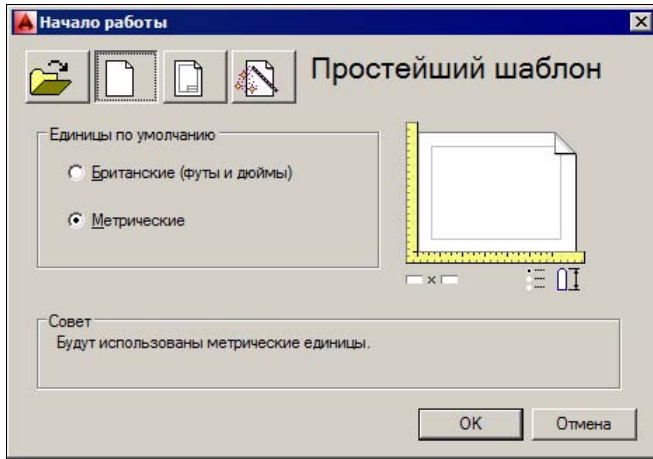 Начало работы
Простейший шаблон
Единицы по умолчанию
Британские (футы и дюймы)
Метрические
Совет
Будут использованы метрические единицы.
OK
Отмена